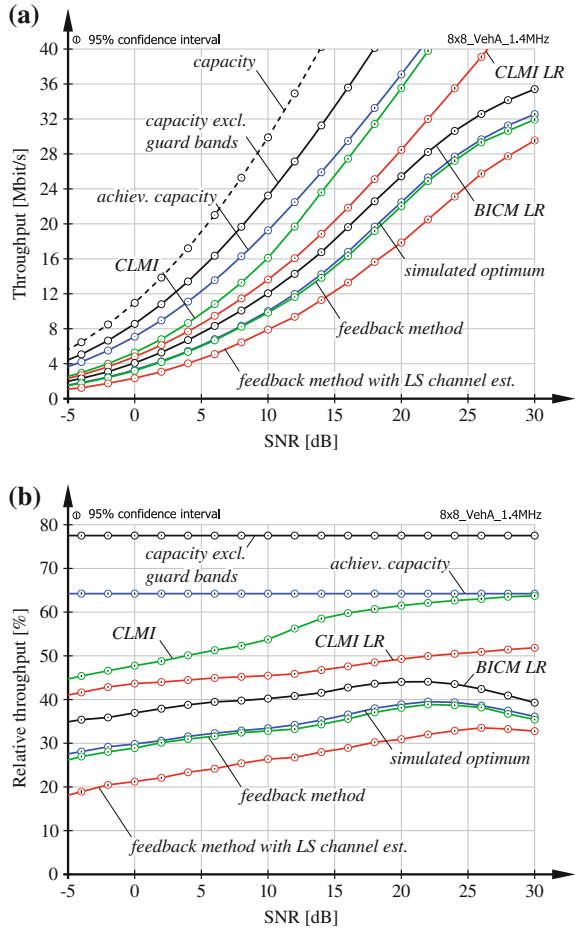 (a)
95% confidence interval
8x8_VehA_1.4MHz
40
36
32
28
24
20
16
12
8
4
0
Throughput [Mbit/s]
capacity
CLMI LR
capacity excl.
guard bands
achiev. capacity
BICM LR
CLMI
simulated optimum
feedback method
feedback method with LS channel est.
-5 0 5 10 15 20 25 30
SNR [dB]
(b)
95% confidence interval
8x8_VehA_1.4MHz
80
70
60
50
40
30
20
10
0
Relative throughput [%]
capacity excl.
guard bands
achiev. capacity
CLMI
CLMI LR
BICM LR
simulated optimum
feedback method
feedback method with LS channel est.
-5 0 5 10 15 20 25 30
SNR [dB]